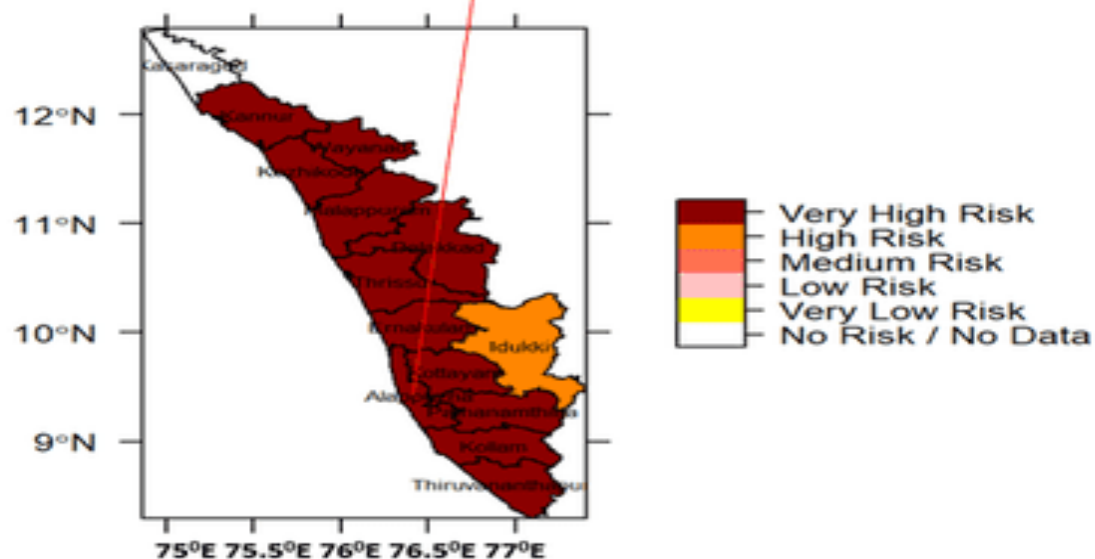 Kasaragod
12°N
Kannur
Wayanad
Kozhikode
11°N
Malappuram
Palakkad
Thrissur
10°N
Ernakulam
Idukki
Kottayam
Alappuzha
Pathanamthitta
9°N
Kollam
Thiruvananthapur
75°E 75.5°E 76°E 76.5°E 77°E
Very High Risk
High Risk
Medium Risk
Low Risk
Very Low Risk
No Risk / No Data